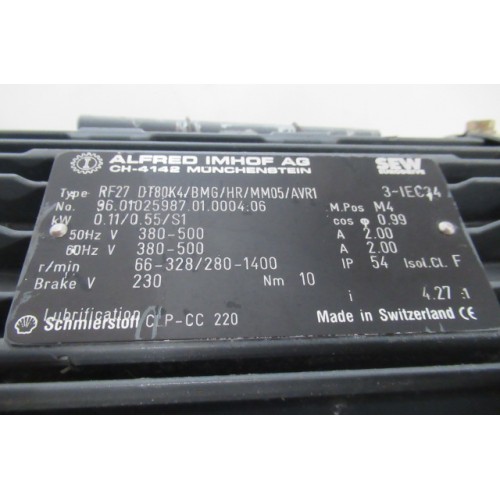 ALFRED IMHOF AG
CH-4142 MÜNCHENSTEIN
SEW
Type RF27 DT80K4/BMG/HR/MM05/AVR1 3-IEC34
No. 96.01025987.01.0004.06 M.Pos M4
kW 0.11/0.55/S1 cos φ 0.99
50Hz V 380-500 A 2.00
60Hz V 380-500 A 2.00
r/min 66-328/280-1400 IP 54 Isol.Cl. F
Brake V 230 Nm 10
i 4.27 :1
Lubrification
Schmierstoff CLP-CC 220 Made in Switzerland CE